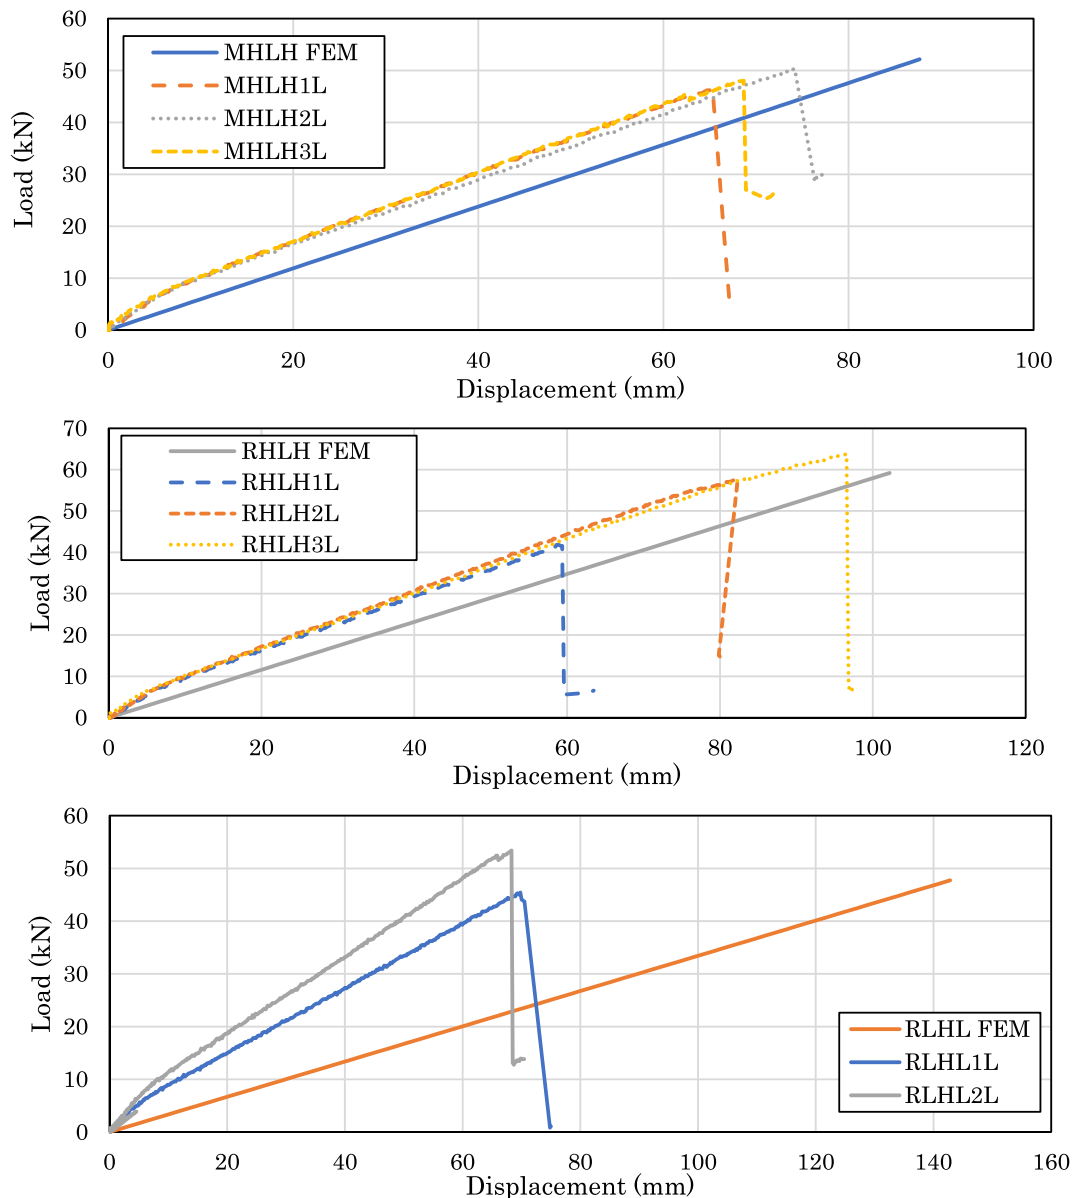 60
50
40
30
20
10
0
Load (kN)
MHLH FEM
MHLH1L
MHLH2L
MHLH3L
0 20 40 60 80 100
Displacement (mm)
70
60
50
40
30
20
10
0
Load (kN)
RHLH FEM
RHLH1L
RHLH2L
RHLH3L
0 20 40 60 80 100 120
Displacement (mm)
60
50
40
30
20
10
0
Load (kN)
RLHL FEM
RLHL1L
RLHL2L
0 20 40 60 80 100 120 140 160
Displacement (mm)